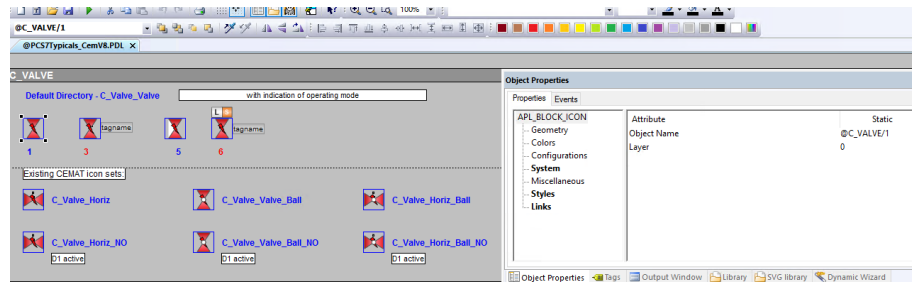 100%
@C_VALVE/1
@PCS7Typicals_CemV8.PDL X
C_VALVE
Default Directory - C_Valve_Valve
with indication of operating mode
L
tagname
tagname
1
3
5
6
Existing CEMAT icon sets:
C_Valve_Horiz
C_Valve_Valve_Ball
C_Valve_Horiz_Ball
C_Valve_Horiz_NO
C_Valve_Valve_Ball_NO
C_Valve_Horiz_Ball_NO
D1 active
D1 active
D1 active
Object Properties
Properties Events
APL_BLOCK_ICON
Geometry
Colors
Configurations
System
Miscellaneous
Styles
Links
Attribute Static
Object Name @C_VALVE/1
Layer 0
Object Properties Tags Output Window Library SVG library Dynamic Wizard